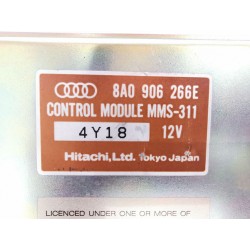 8A0 906 266E
CONTROL MODULE MMS-311
4Y18 12V
Hitachi, Ltd. Tokyo Japan
LICENCED UNDER ONE OR MORE OF